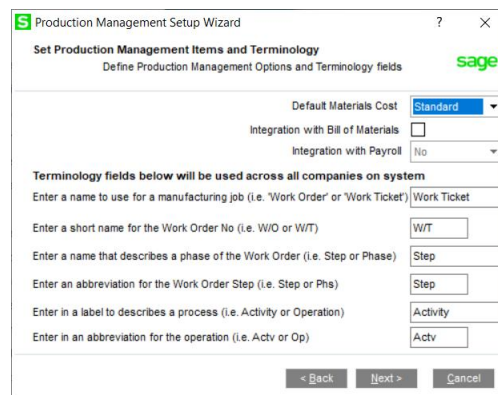 S Production Management Setup Wizard ? ×
Set Production Management Items and Terminology
Define Production Management Options and Terminology fields
sage
Default Materials Cost Standard
Integration with Bill of Materials
Integration with Payroll No
Terminology fields below will be used across all companies on system
Enter a name to use for a manufacturing job (i.e. 'Work Order' or 'Work Ticket') Work Ticket
Enter a short name for the Work Order No (i.e. W/O or W/T) W/T
Enter a name that describes a phase of the Work Order (i.e. Step or Phase) Step
Enter an abbreviation for the Work Order Step (i.e. Step or Phs) Step
Enter in a label to describes a process (i.e. Activity or Operation) Activity
Enter in an abbreviation for the operation (i.e. Actv or Op) Actv
< Back Next > Cancel